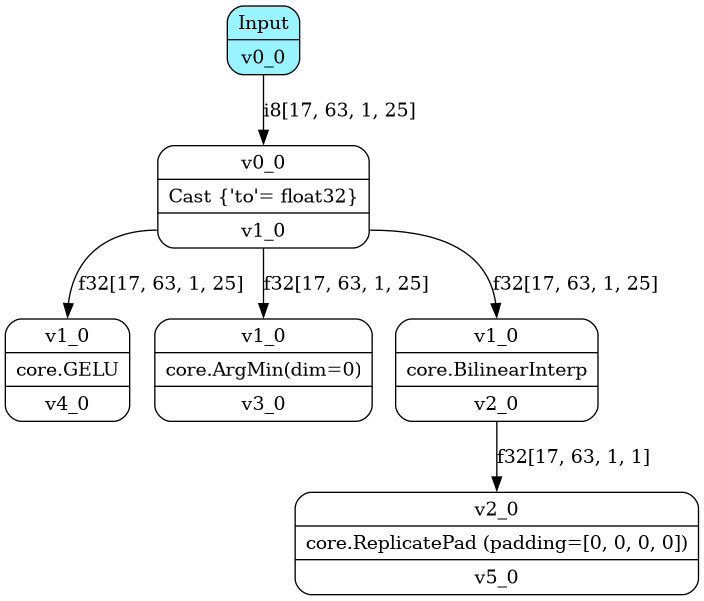 Input
v0_0
i8[17, 63, 1, 25]
v0_0
Cast {'to'= float32}
v1_0
f32[17, 63, 1, 25]
f32[17, 63, 1, 25]
f32[17, 63, 1, 25]
v1_0
core.GELU
v4_0
v1_0
core.ArgMin(dim=0)
v3_0
v1_0
core.BilinearInterp
v2_0
f32[17, 63, 1, 1]
v2_0
core.ReplicatePad (padding=[0, 0, 0, 0])
v5_0